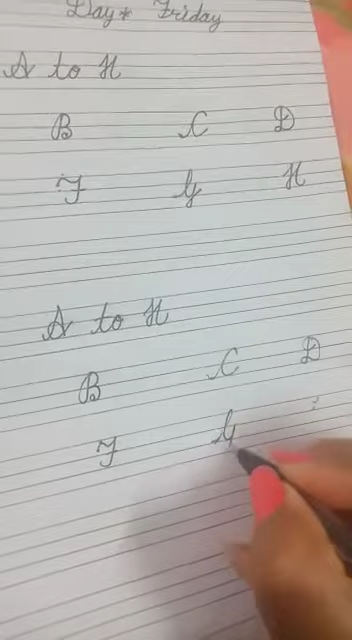 Day* Friday
A to H
B C D
F G H
A to H
B C D
F G